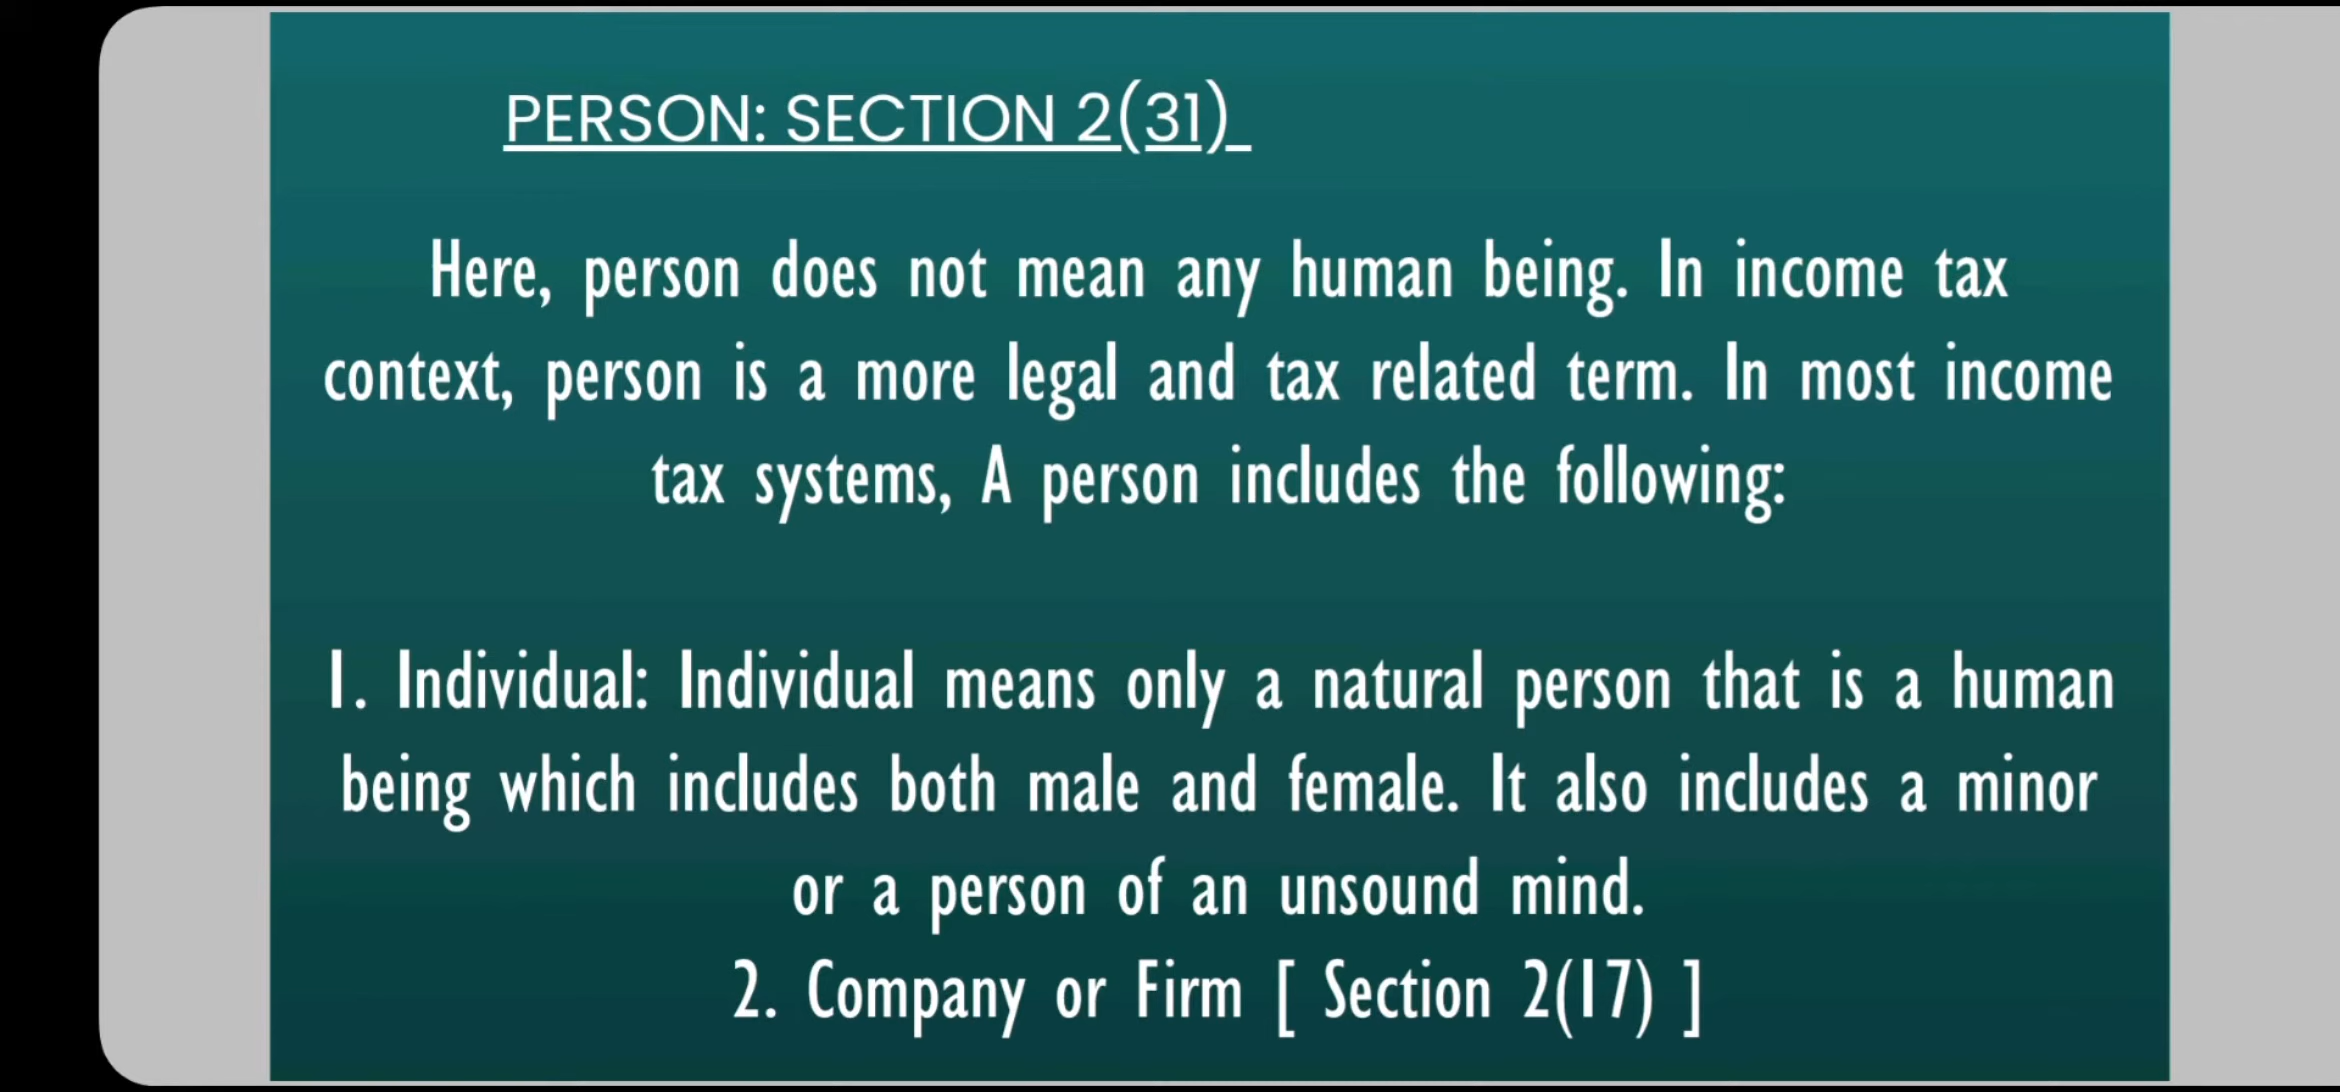 PERSON: SECTION 2(31)
Here, person does not mean any human being. In income tax
context, person is a more legal and tax related term. In most income
tax systems, A person includes the following:
1. Individual: Individual means only a natural person that is a human
being which includes both male and female. It also includes a minor
or a person of an unsound mind.
2. Company or Firm [ Section 2(17) ]